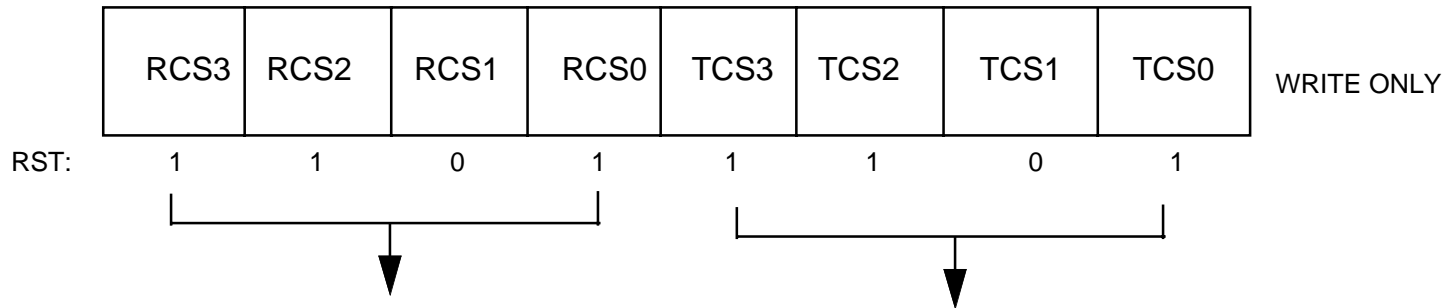 RCS3 RCS2 RCS1 RCS0 TCS3 TCS2 TCS1 TCS0 WRITE ONLY
RST: 1 1 0 1 1 1 0 1